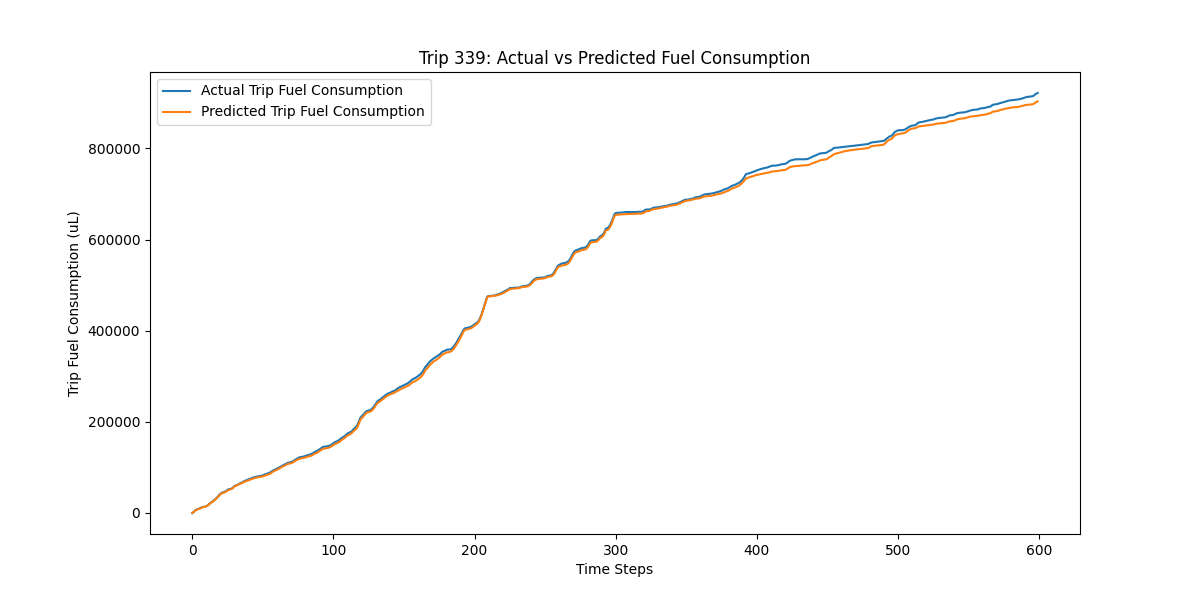 Trip 339: Actual vs Predicted Fuel Consumption
Actual Trip Fuel Consumption
Predicted Trip Fuel Consumption
Trip Fuel Consumption (uL)
800000
600000
400000
200000
0
0 100 200 300 400 500 600
Time Steps